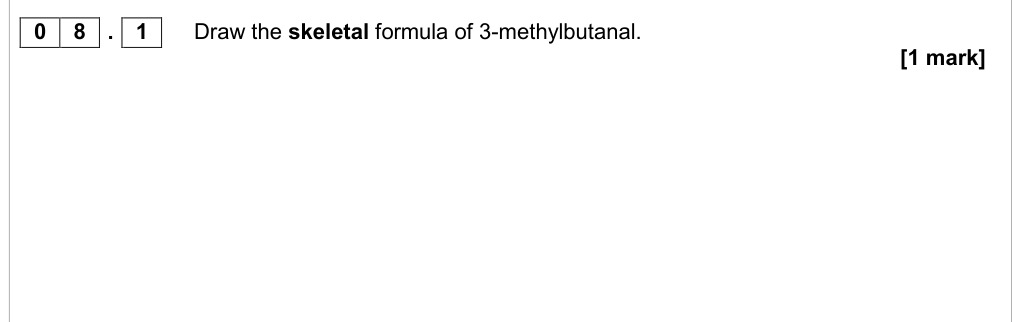 0 8 . 1 Draw the skeletal formula of 3-methylbutanal.
[1 mark]